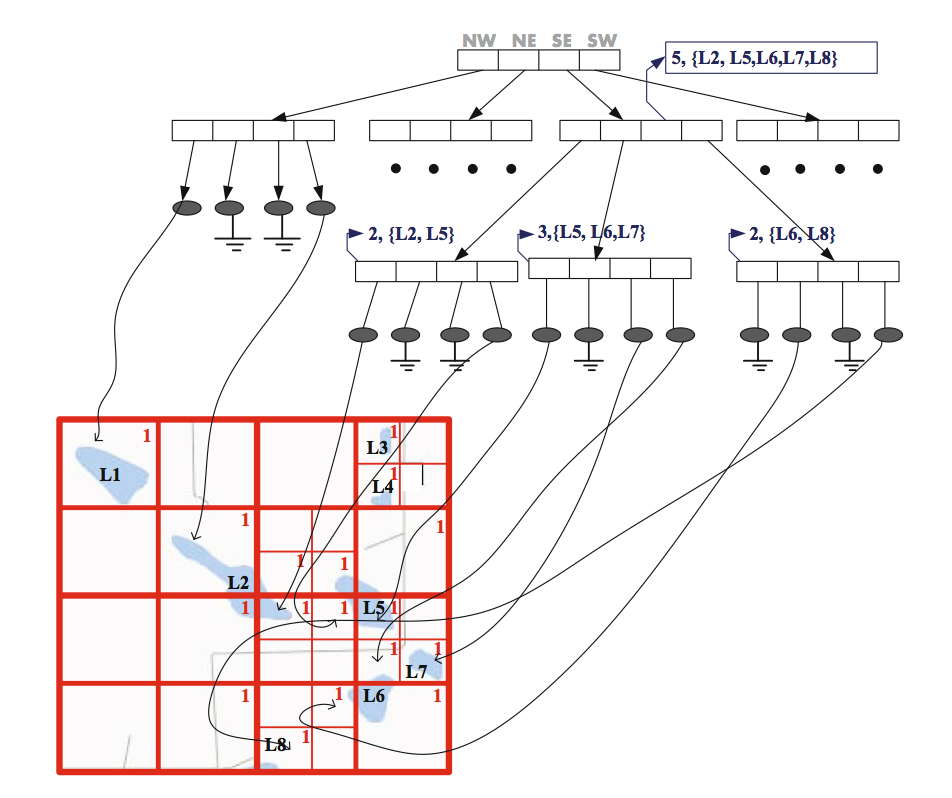 NW NE SE SW
5, {L2, L5,L6,L7,L8}
2, {L2, L5}
3,{L5, L6,L7}
2, {L6, L8}
1
L1
1
L3
1
L4
1
1
1
1
L2
1
1
1
L5
1
1
1
L7
1
1
L6
1
1
L8